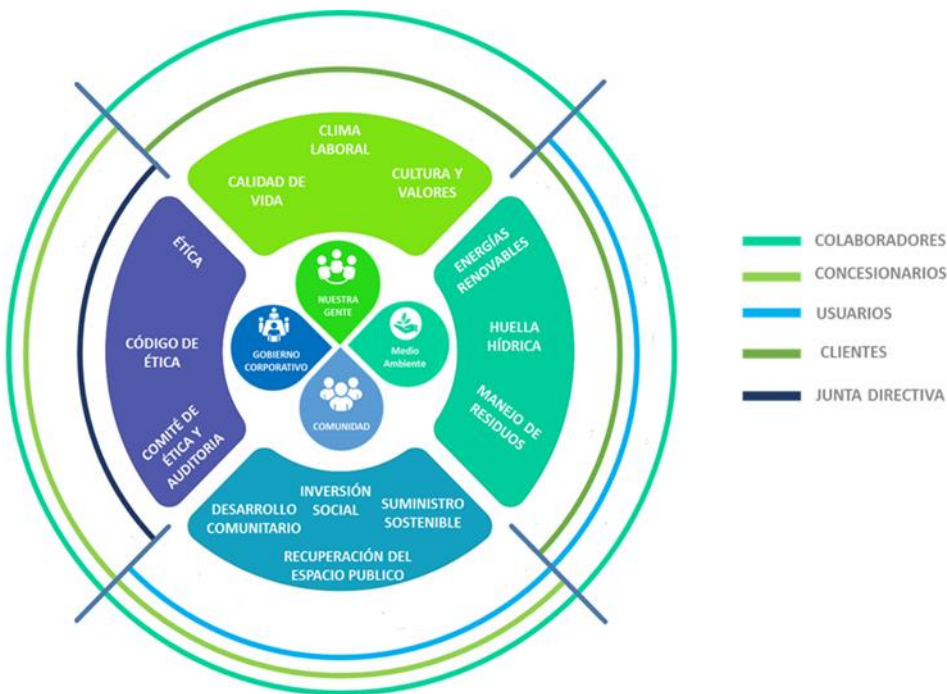 CLIMA
LABORAL
CALIDAD DE
VIDA
CULTURA Y
VALORES
ÉTÍCA
CÓDIGO DE
ÉTICA
COMITÉ DE
ÉTICA Y
AUDITORIA
ENERGÍAS
RENOVABLES
HUELLA
HÍDRICA
MANEJO DE
RESIDUOS
NUESTRA
GENTE
GOBIERNO
CORPORATIVO
Medio
Ambiente
COMUNIDAD
DESARROLLO
COMUNITARIO
INVERSIÓN
SOCIAL
SUMINISTRO
SOSTENIBLE
RECUPERACIÓN DEL
ESPACIO PUBLICO
COLABORADORES
CONCESIONARIOS
USUARIOS
CLIENTES
JUNTA DIRECTIVA